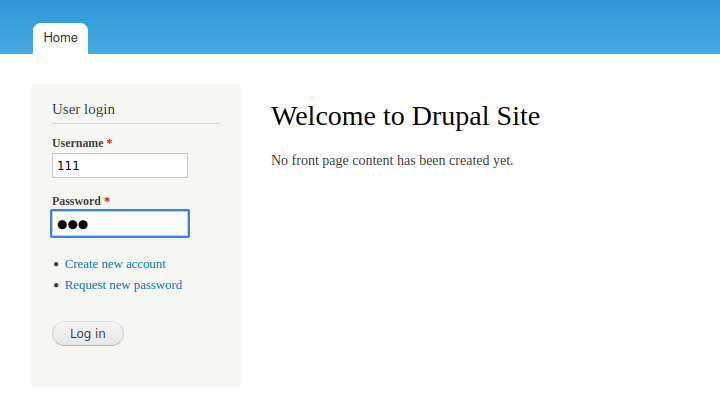 Home
User login
Username *
111
Password *
●●●
Create new account
Request new password
Log in
Welcome to Drupal Site
No front page content has been created yet.